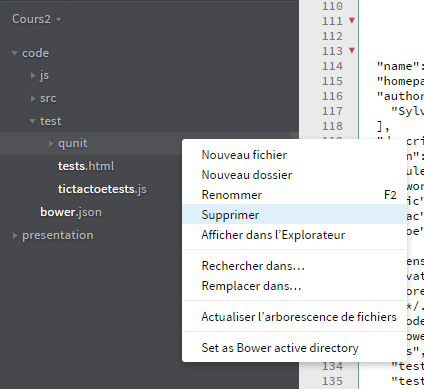 Cours2
code
js
src
test
qunit
tests.html
tictactoetests.js
bower.json
presentation
Nouveau fichier
Nouveau dossier
Renommer F2
Supprimer
Afficher dans l'Explorateur
Rechercher dans...
Remplacer dans...
Actualiser l'arborescence de fichiers
Set as Bower active directory
110
111
112
113
114 "name":
115 "homepa
116 "author
117 "Sylv
118 ],
134 "test
135 "test